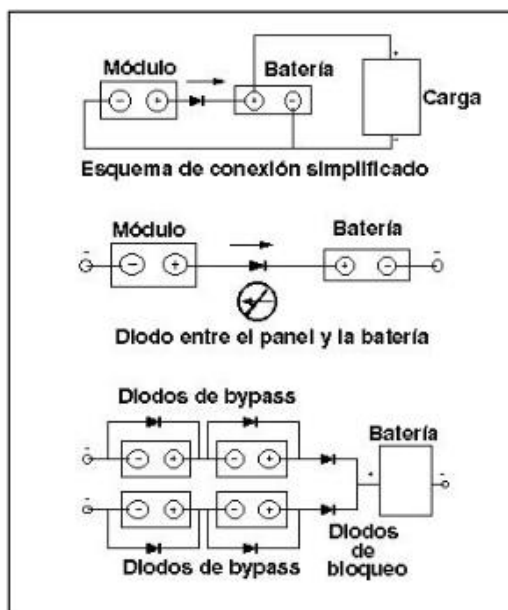 Módulo
Batería
Carga
Esquema de conexión simplificado
Módulo
Batería
Diodo entre el panel y la batería
Diodos de bypass
Batería
Diodos de bypass
Diodos
de
bloqueo